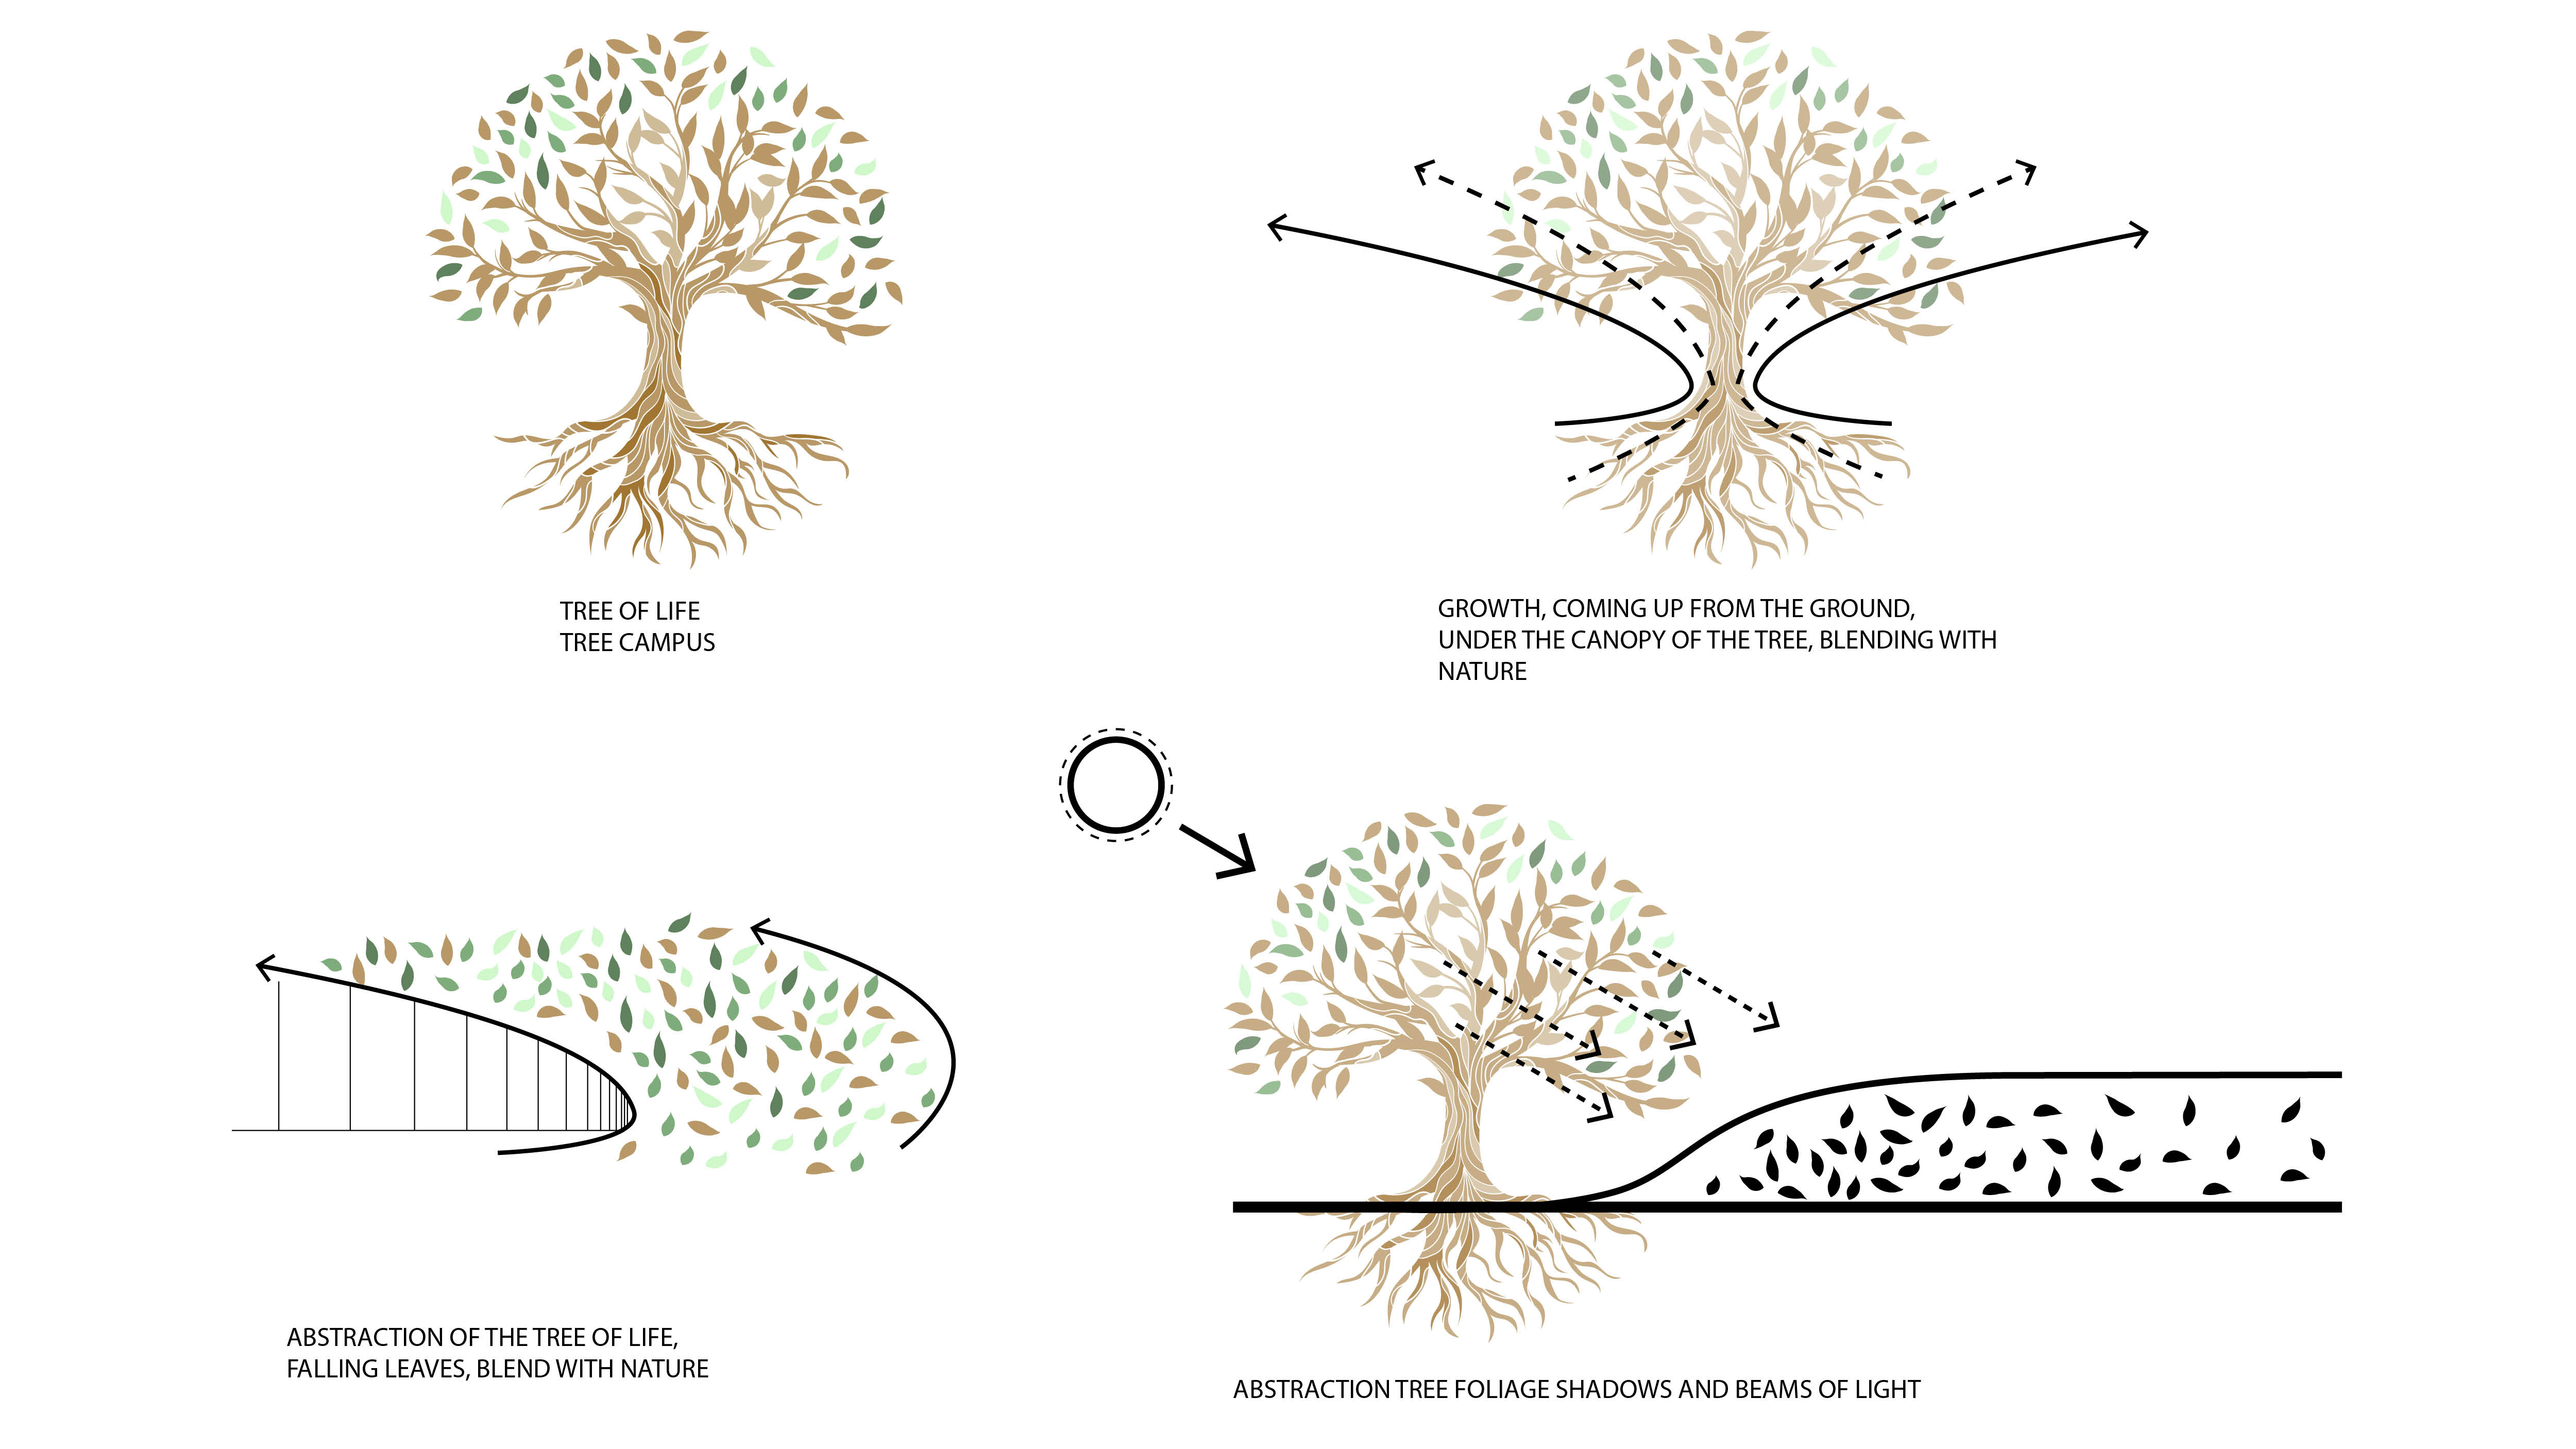 TREE OF LIFE
TREE CAMPUS
GROWTH, COMING UP FROM THE GROUND,
UNDER THE CANOPY OF THE TREE, BLENDING WITH
NATURE
ABSTRACTION OF THE TREE OF LIFE,
FALLING LEAVES, BLEND WITH NATURE
ABSTRACTION TREE FOLIAGE SHADOWS AND BEAMS OF LIGHT